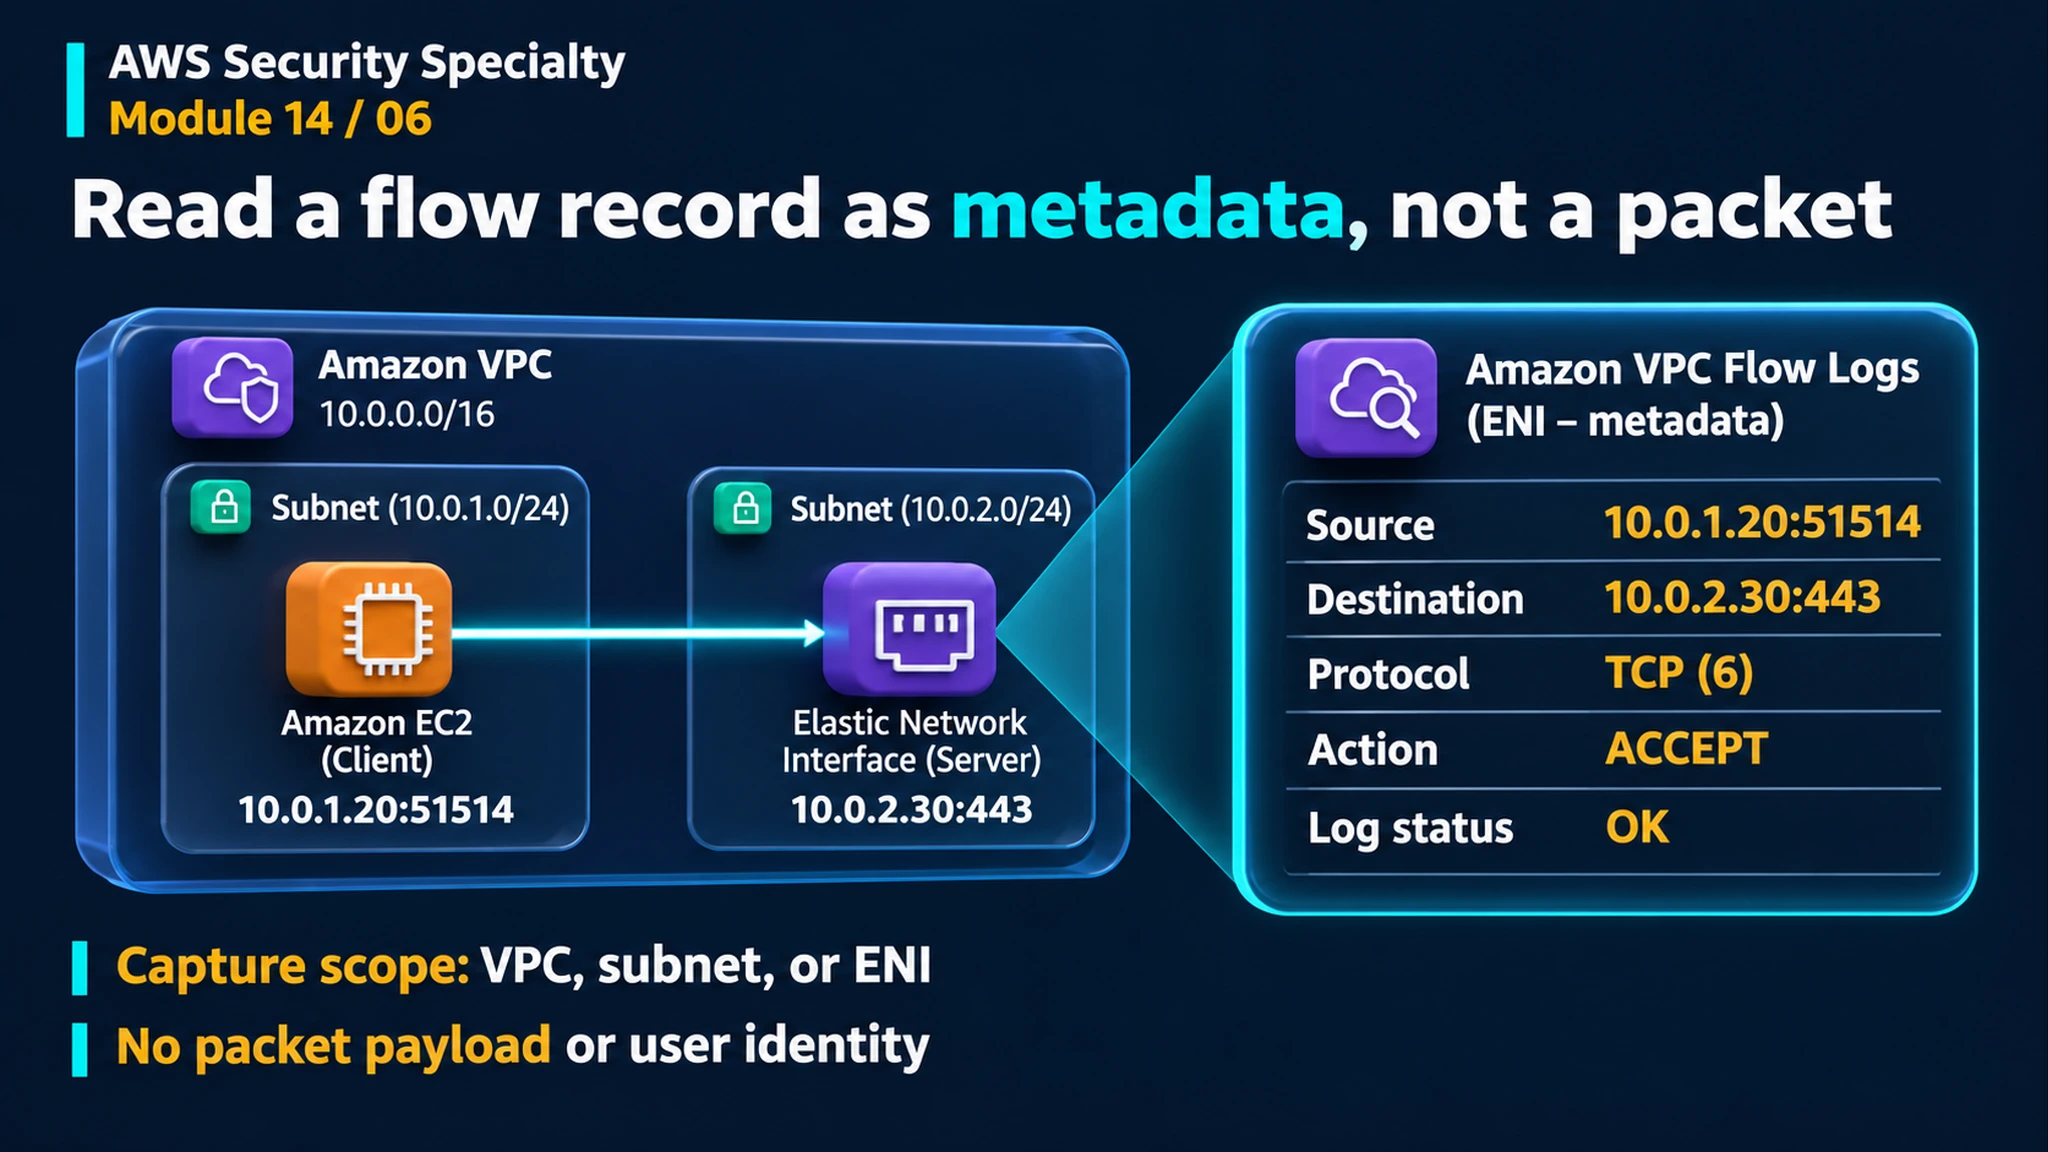 AWS Security Specialty
Module 14 / 06
Read a flow record as metadata, not a packet
Amazon VPC
10.0.0.0/16
Subnet (10.0.1.0/24)
Amazon EC2
(Client)
10.0.1.20:51514
Subnet (10.0.2.0/24)
Elastic Network
Interface (Server)
10.0.2.30:443
Amazon VPC Flow Logs
(ENI – metadata)
Source 10.0.1.20:51514
Destination 10.0.2.30:443
Protocol TCP (6)
Action ACCEPT
Log status OK
Capture scope: VPC, subnet, or ENI
No packet payload or user identity